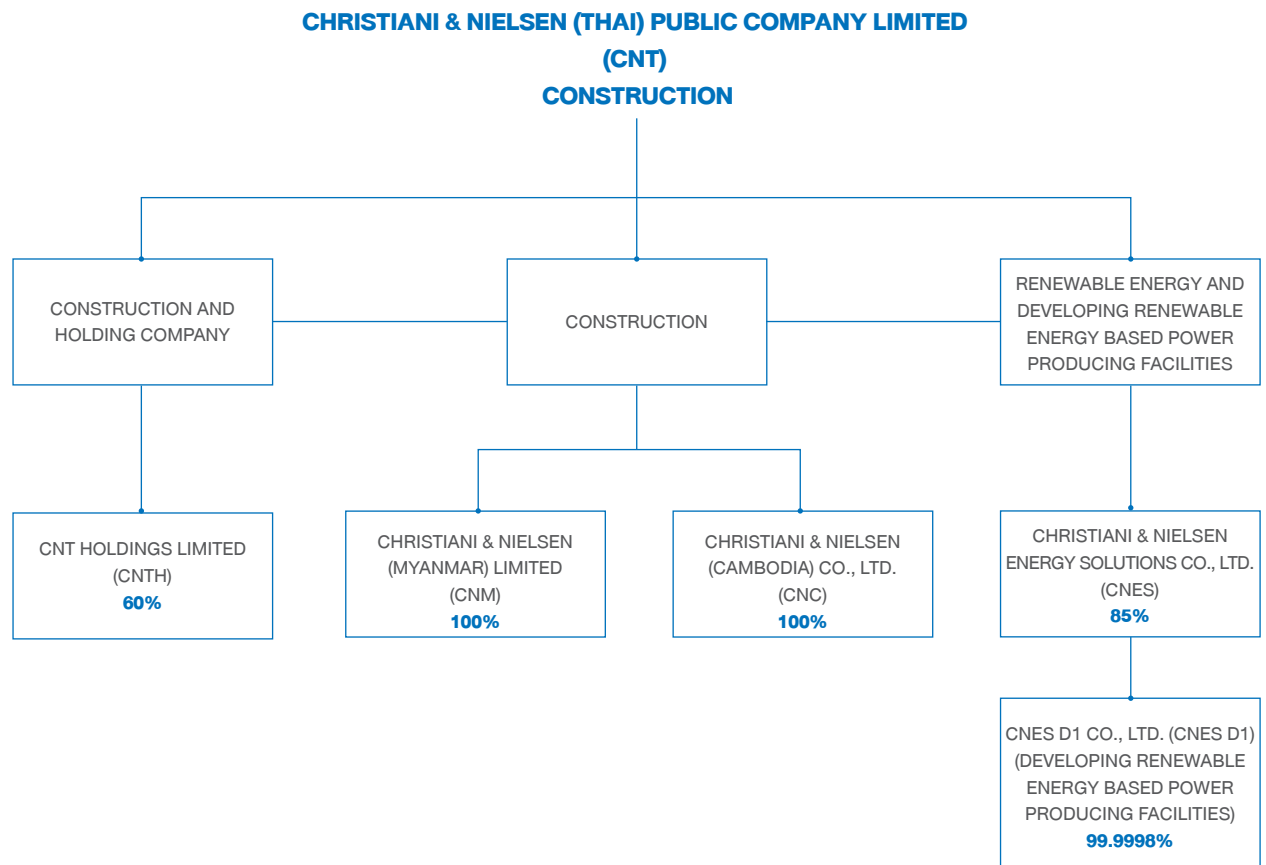 CHRISTIANI & NIELSEN (THAI) PUBLIC COMPANY LIMITED
(CNT)
CONSTRUCTION
CONSTRUCTION AND
HOLDING COMPANY
CONSTRUCTION
RENEWABLE ENERGY AND
DEVELOPING RENEWABLE
ENERGY BASED POWER
PRODUCING FACILITIES
CNT HOLDINGS LIMITED
(CNTH)
60%
CHRISTIANI & NIELSEN
(MYANMAR) LIMITED
(CNM)
100%
CHRISTIANI & NIELSEN
(CAMBODIA) CO., LTD.
(CNC)
100%
CHRISTIANI & NIELSEN
ENERGY SOLUTIONS CO., LTD.
(CNES)
85%
CNES D1 CO., LTD. (CNES D1)
(DEVELOPING RENEWABLE
ENERGY BASED POWER
PRODUCING FACILITIES)
99.9998%